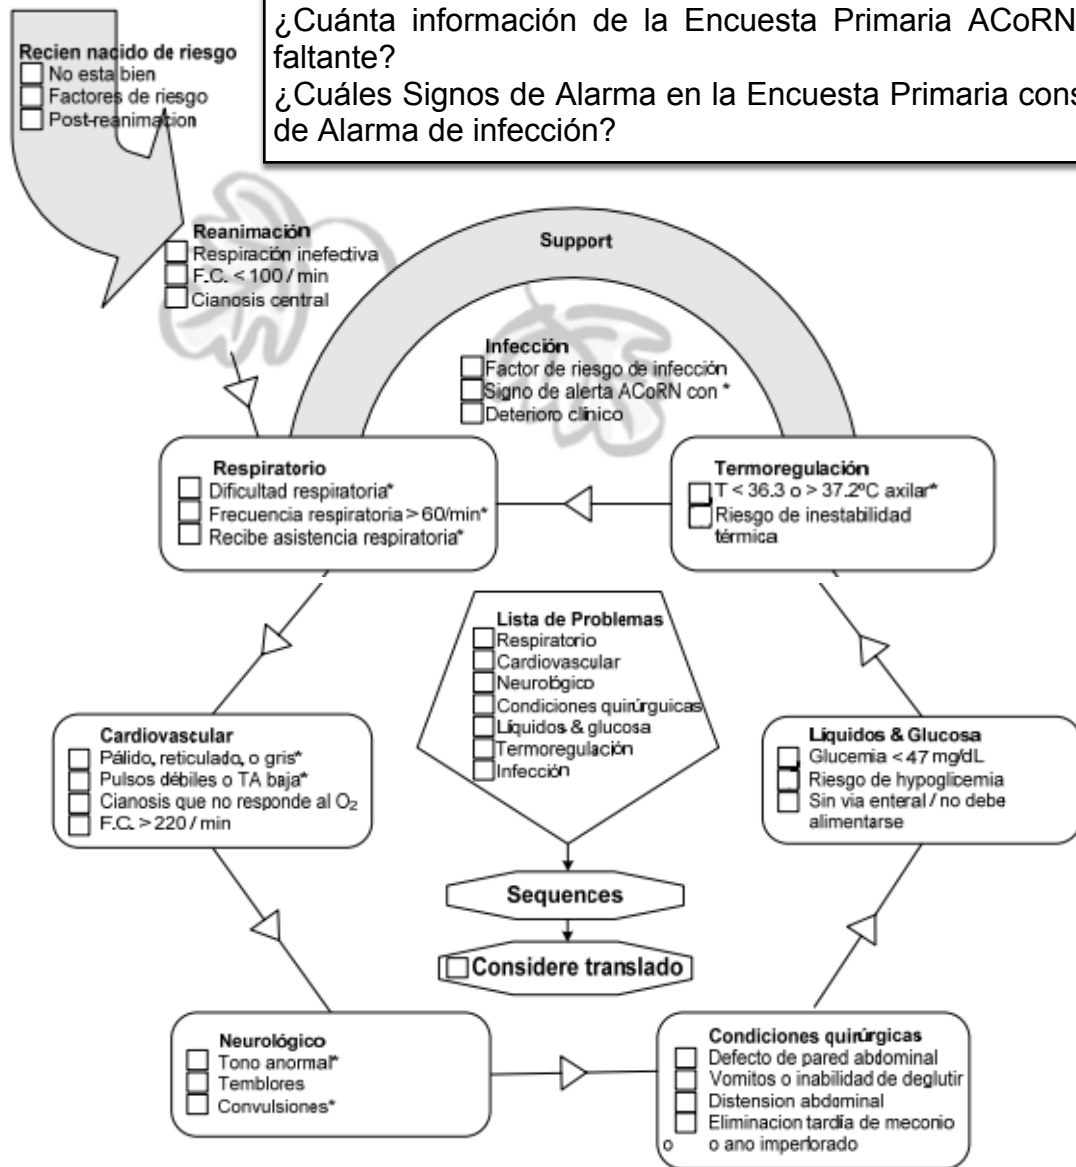 ¿Cuánta información de la Encuesta Primaria ACoRN
faltante?
¿Cuáles Signos de Alarma en la Encuesta Primaria cons
de Alarma de infección?
Recien nacido de riesgo
No esta bien
Factores de riesgo
Post-reanimacion
Reanimación
Respiración inefectiva
F.C. < 100 / min
Cianosis central
Support
Infección
Factor de riesgo de infección
Signo de alerta ACoRN con *
Deterioro clínico
Respiratorio
Dificultad respiratoria*
Frecuencia respiratoria > 60/min*
Recibe asistencia respiratoria*
Termoregulación
T < 36.3 o > 37.2ºC axilar*
Riesgo de inestabilidad
térmica
Lista de Problemas
Respiratorio
Cardiovascular
Neurológico
Condiciones quirúrguicas
Líquidos & glucosa
Termoregulación
Infección
Cardiovascular
Pálido, reticulado, o gris*
Pulsos débiles o TA baja*
Cianosis que no responde al O₂
F.C. > 220 / min
Líquidos & Glucosa
Glucemia < 47 mg/dL
Riesgo de hypoglicemia
Sin via enteral / no debe
alimentarse
Sequences
Considere translado
Neurológico
Tono anormal*
Temblores
Convulsiones*
Condiciones quirúrgicas
Defecto de pared abdominal
Vomitos o inabilidad de deglutir
Distension abdominal
Eliminacion tardía de meconio
o o ano imperforado